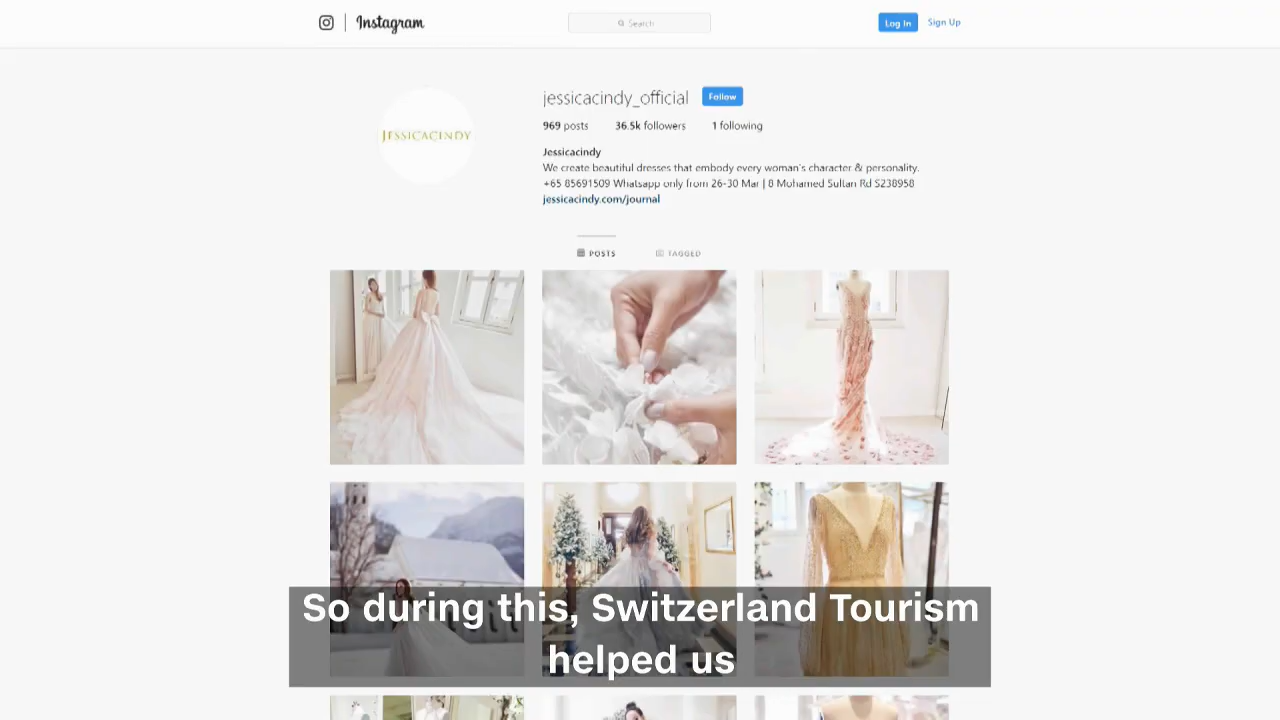 Instagram
Search
Log In
Sign Up
JESSICACINDY
jessicacindy_official
Follow
969 posts 36.5k followers 1 following
Jessicacindy
We create beautiful dresses that embody every woman's character & personality.
+65 85691509 Whatsapp only from 26-30 Mar | 8 Mohamed Sultan Rd S238958
jessicacindy.com/journal
POSTS TAGGED
So during this, Switzerland Tourism
helped us